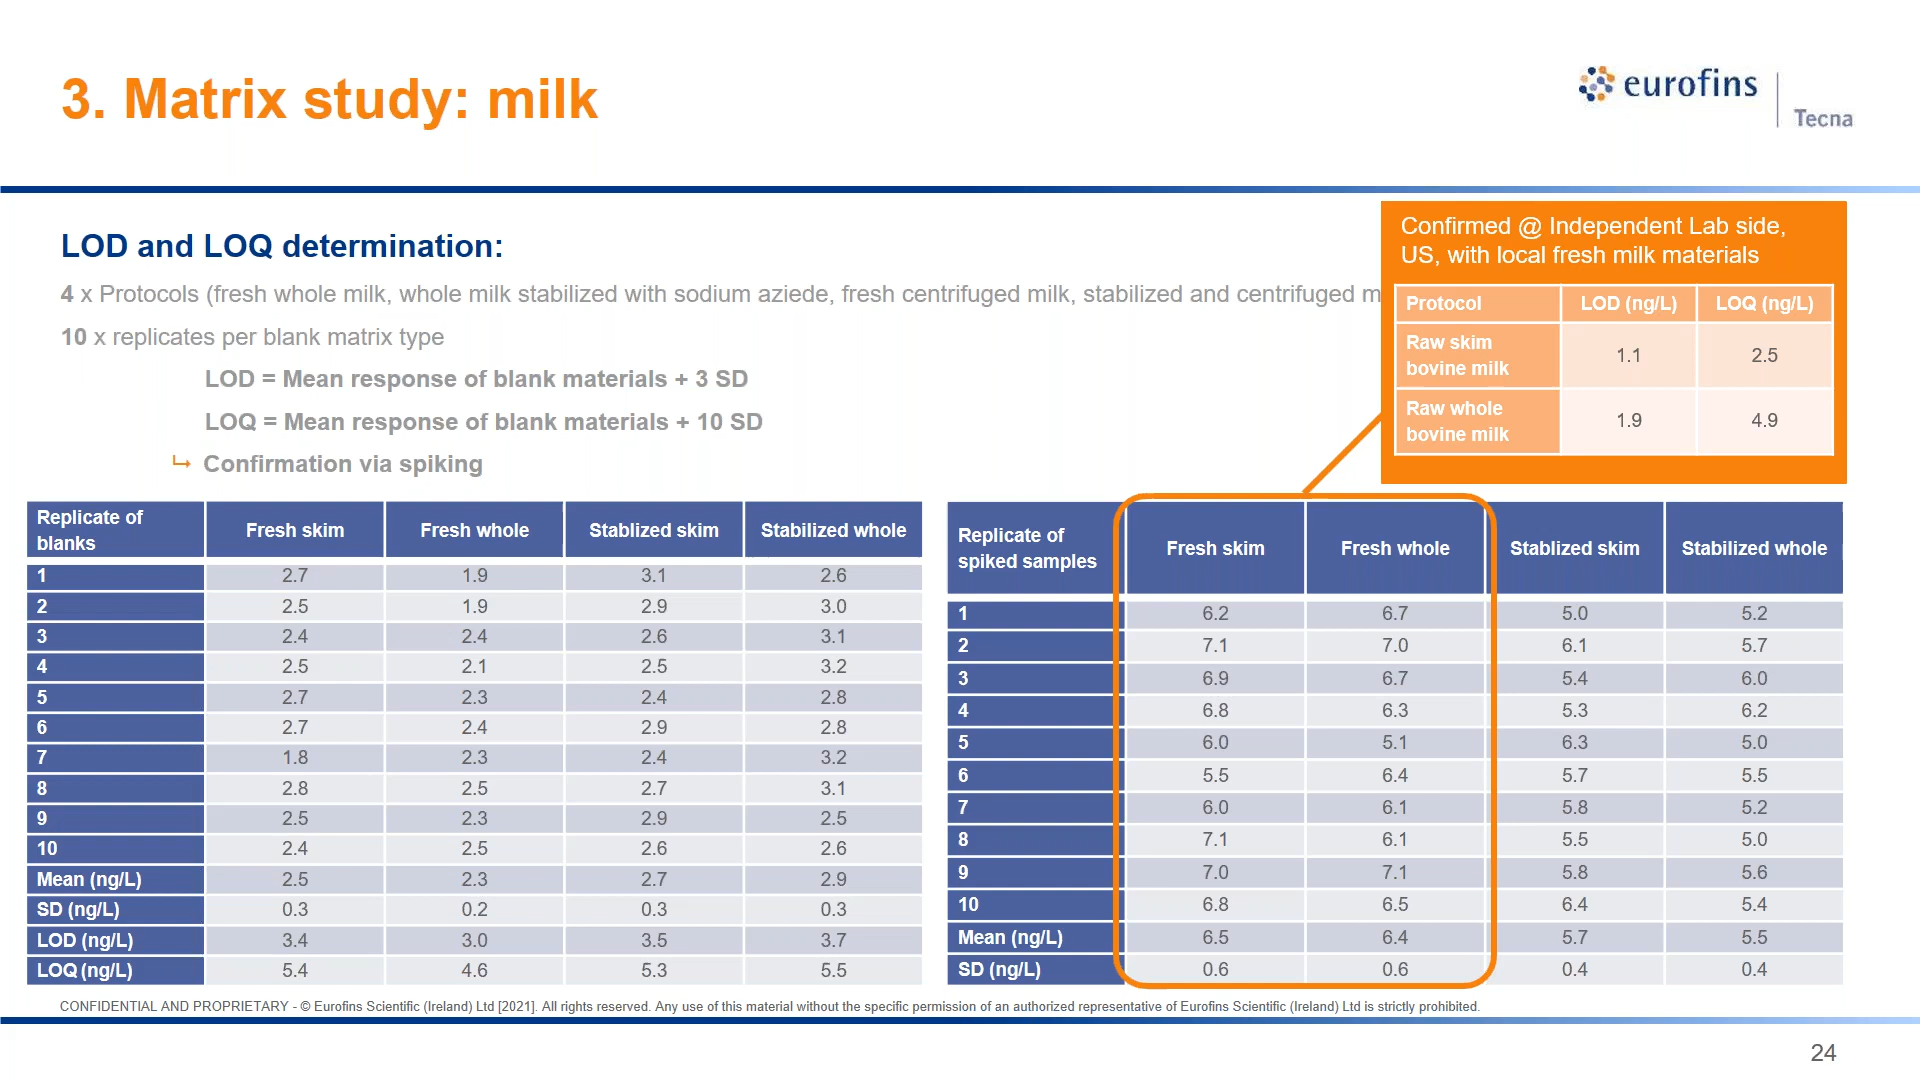 3. Matrix study: milk
eurofins
Tecna
LOD and LOQ determination:
4 x Protocols (fresh whole milk, whole milk stabilized with sodium aziede, fresh centrifuged milk, stabilized and centrifuged m
10 x replicates per blank matrix type
LOD = Mean response of blank materials + 3 SD
LOQ = Mean response of blank materials + 10 SD
↳ Confirmation via spiking
Confirmed @ Independent Lab side,
US, with local fresh milk materials
Protocol LOD (ng/L) LOQ (ng/L)
Raw skim
bovine milk 1.1 2.5
Raw whole
bovine milk 1.9 4.9
Replicate of
blanks Fresh skim Fresh whole Stablized skim Stabilized whole
1 2.7 1.9 3.1 2.6
2 2.5 1.9 2.9 3.0
3 2.4 2.4 2.6 3.1
4 2.5 2.1 2.5 3.2
5 2.7 2.3 2.4 2.8
6 2.7 2.4 2.9 2.8
7 1.8 2.3 2.4 3.2
8 2.8 2.5 2.7 3.1
9 2.5 2.3 2.9 2.5
10 2.4 2.5 2.6 2.6
Mean (ng/L) 2.5 2.3 2.7 2.9
SD (ng/L) 0.3 0.2 0.3 0.3
LOD (ng/L) 3.4 3.0 3.5 3.7
LOQ (ng/L) 5.4 4.6 5.3 5.5
Replicate of
spiked samples Fresh skim Fresh whole Stablized skim Stabilized whole
1 6.2 6.7 5.0 5.2
2 7.1 7.0 6.1 5.7
3 6.9 6.7 5.4 6.0
4 6.8 6.3 5.3 6.2
5 6.0 5.1 6.3 5.0
6 5.5 6.4 5.7 5.5
7 6.0 6.1 5.8 5.2
8 7.1 6.1 5.5 5.0
9 7.0 7.1 5.8 5.6
10 6.8 6.5 6.4 5.4
Mean (ng/L) 6.5 6.4 5.7 5.5
SD (ng/L) 0.6 0.6 0.4 0.4
CONFIDENTIAL AND PROPRIETARY - © Eurofins Scientific (Ireland) Ltd [2021]. All rights reserved. Any use of this material without the specific permission of an authorized representative of Eurofins Scientific (Ireland) Ltd is strictly prohibited.
24